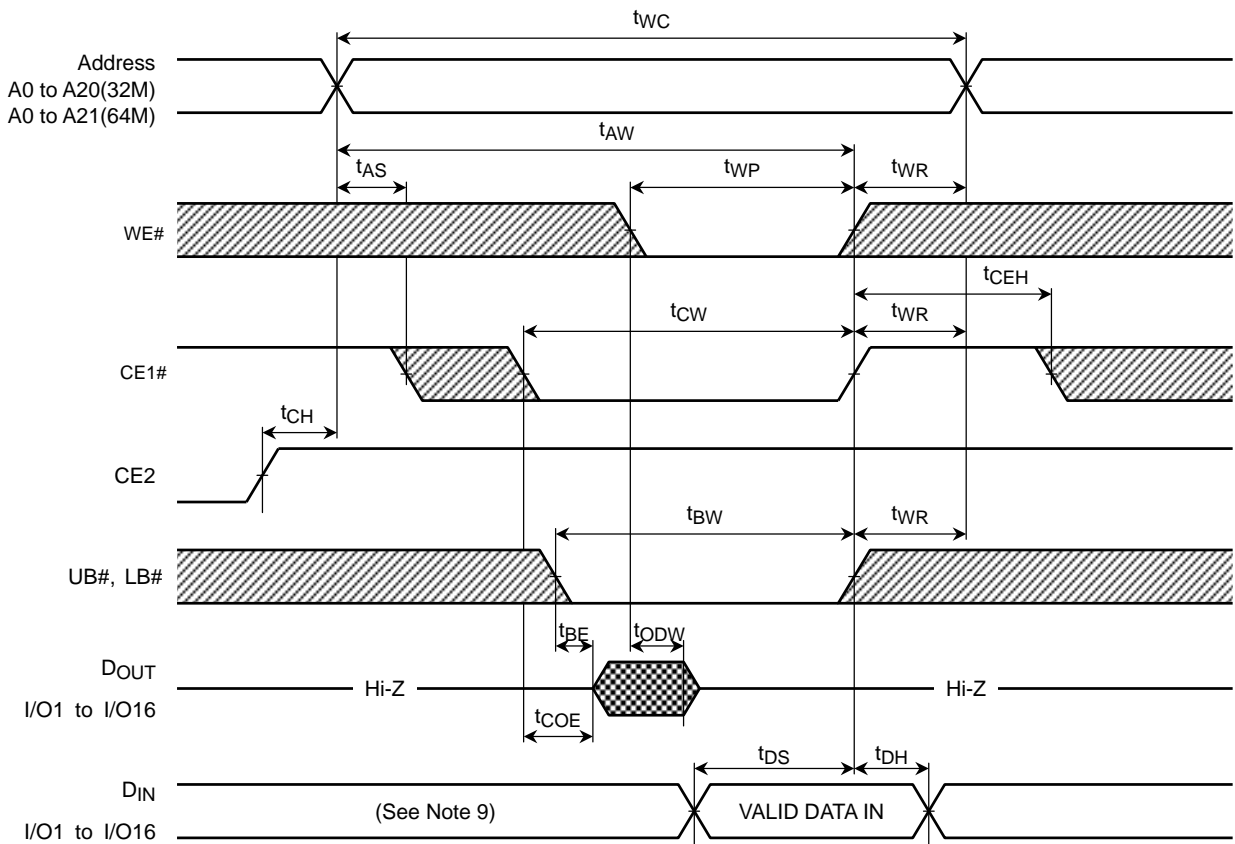 tWC
Address
A0 to A20(32M)
A0 to A21(64M)
tAW
tAS
tWP
tWR
WE#
tCEH
tCW
tWR
CE1#
tCH
CE2
tBW
tWR
UB#, LB#
tBE
tODW
DOUT
I/O1 to I/O16
Hi-Z
Hi-Z
tCOE
tDS
tDH
DIN
I/O1 to I/O16
(See Note 9)
VALID DATA IN